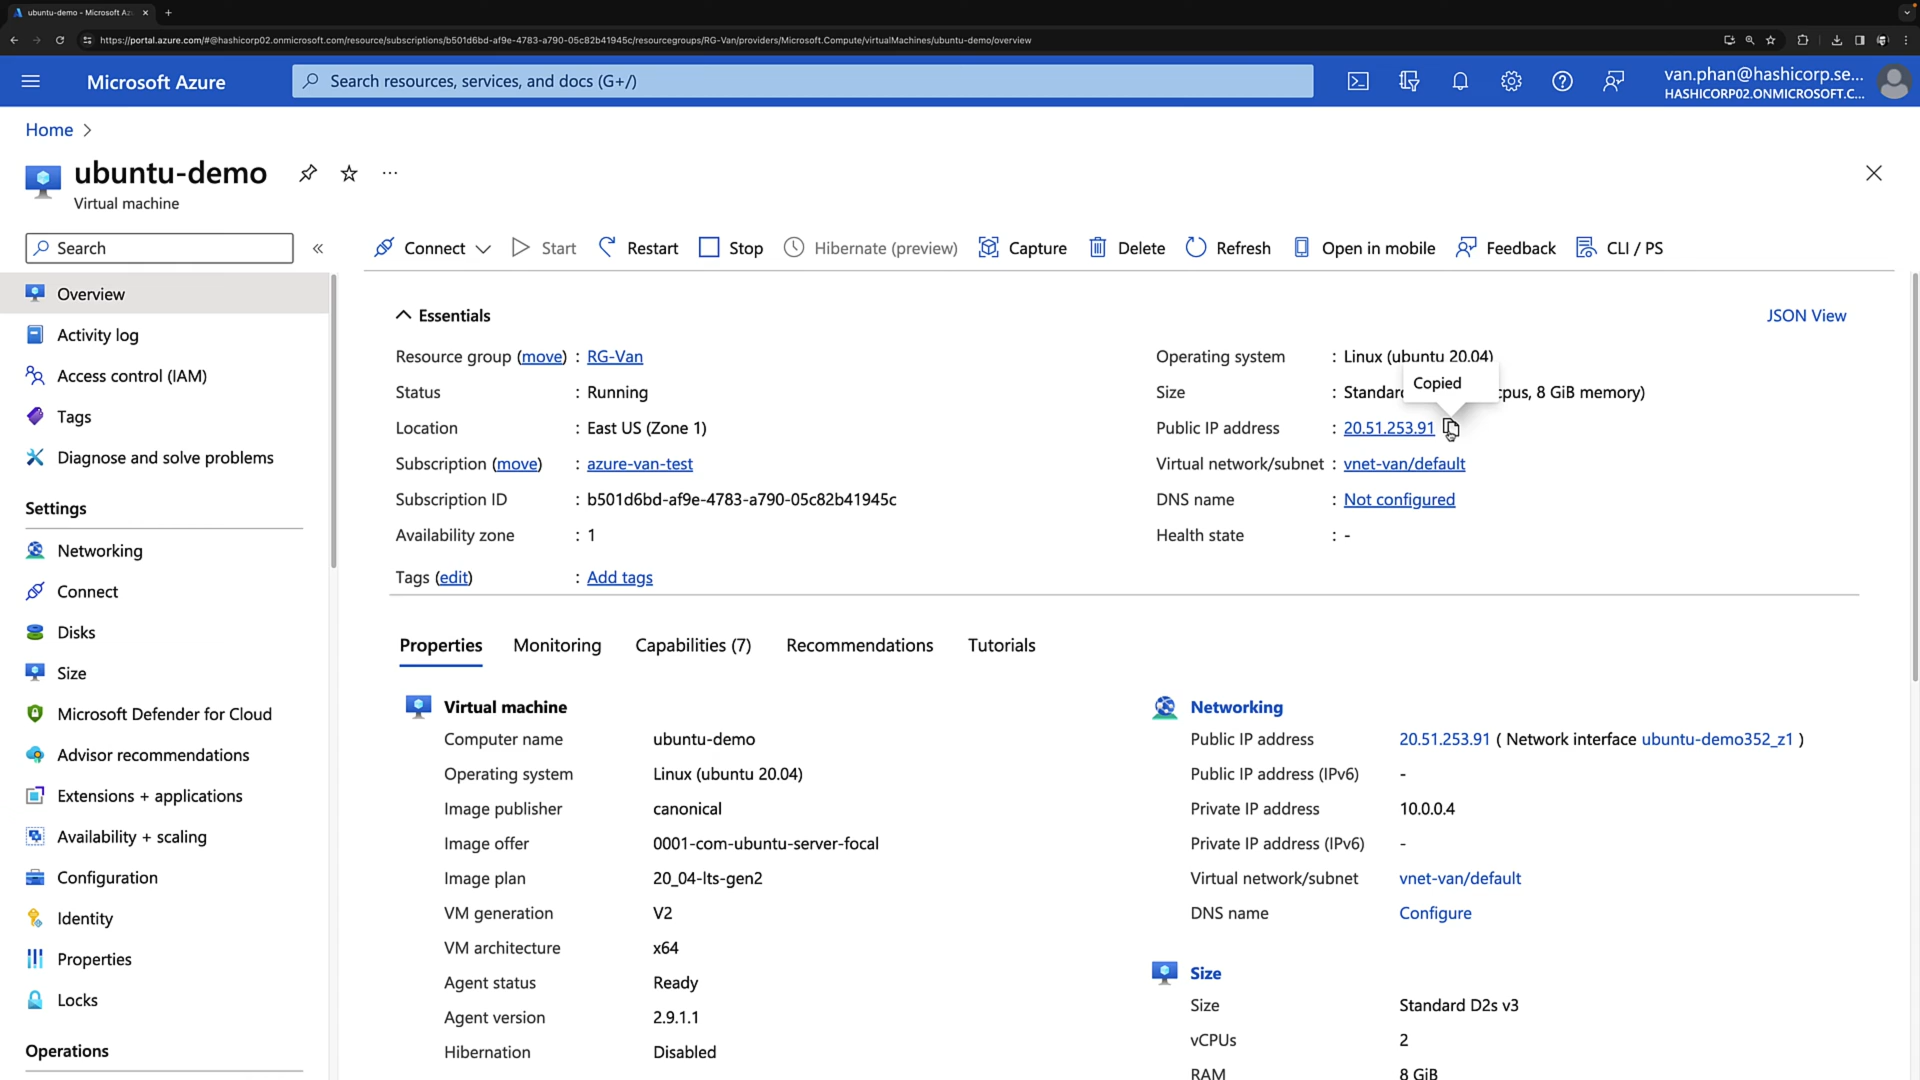 ubuntu-demo - Microsoft Az
https://portal.azure.com/#@hashicorp02.onmicrosoft.com/resource/subscriptions/b501d6bd-af9e-4783-a790-05c82b41945c/resourcegroups/RG-Van/providers/Microsoft.Compute/virtualMachines/ubuntu-demo/overview
Microsoft Azure
Search resources, services, and docs (G+/)
van.phan@hashicorp.se...
HASHICORP02.ONMICROSOFT.C...
Home
ubuntu-demo
Virtual machine
Search
Connect
Start
Restart
Stop
Hibernate (preview)
Capture
Delete
Refresh
Open in mobile
Feedback
CLI / PS
Overview
Activity log
Access control (IAM)
Tags
Diagnose and solve problems
Settings
Networking
Connect
Disks
Size
Microsoft Defender for Cloud
Advisor recommendations
Extensions + applications
Availability + scaling
Configuration
Identity
Properties
Locks
Operations
Essentials
JSON View
Resource group (move) : RG-Van
Status : Running
Location : East US (Zone 1)
Subscription (move) : azure-van-test
Subscription ID : b501d6bd-af9e-4783-a790-05c82b41945c
Availability zone : 1
Tags (edit) : Add tags
Operating system : Linux (ubuntu 20.04)
Copied
Size : Standar cpus, 8 GiB memory)
Public IP address : 20.51.253.91
Virtual network/subnet : vnet-van/default
DNS name : Not configured
Health state : -
Properties
Monitoring
Capabilities (7)
Recommendations
Tutorials
Virtual machine
Computer name ubuntu-demo
Operating system Linux (ubuntu 20.04)
Image publisher canonical
Image offer 0001-com-ubuntu-server-focal
Image plan 20_04-lts-gen2
VM generation V2
VM architecture x64
Agent status Ready
Agent version 2.9.1.1
Hibernation Disabled
Networking
Public IP address 20.51.253.91 ( Network interface ubuntu-demo352_z1 )
Public IP address (IPv6) -
Private IP address 10.0.0.4
Private IP address (IPv6) -
Virtual network/subnet vnet-van/default
DNS name Configure
Size
Size Standard D2s v3
vCPUs 2
RAM 8 GiB